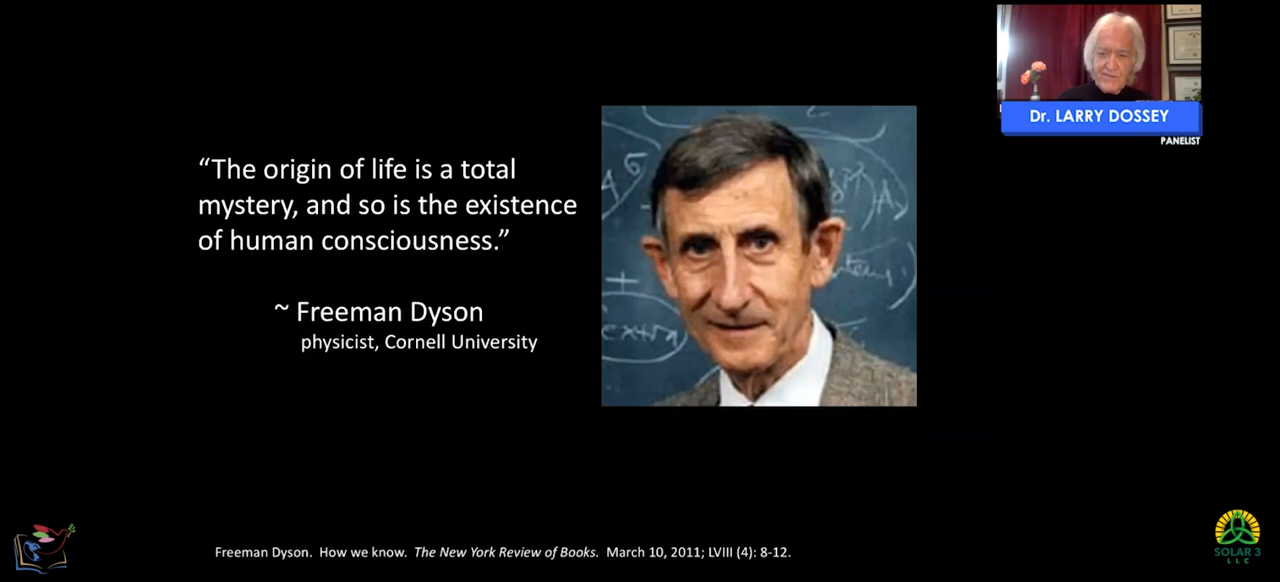 “The origin of life is a total
mystery, and so is the existence
of human consciousness.”
~ Freeman Dyson
physicist, Cornell University
Dr. LARRY DOSSEY
PANELIST
Freeman Dyson. How we know. The New York Review of Books. March 10, 2011; LVIII (4): 8-12.
SOLAR 3
LLC